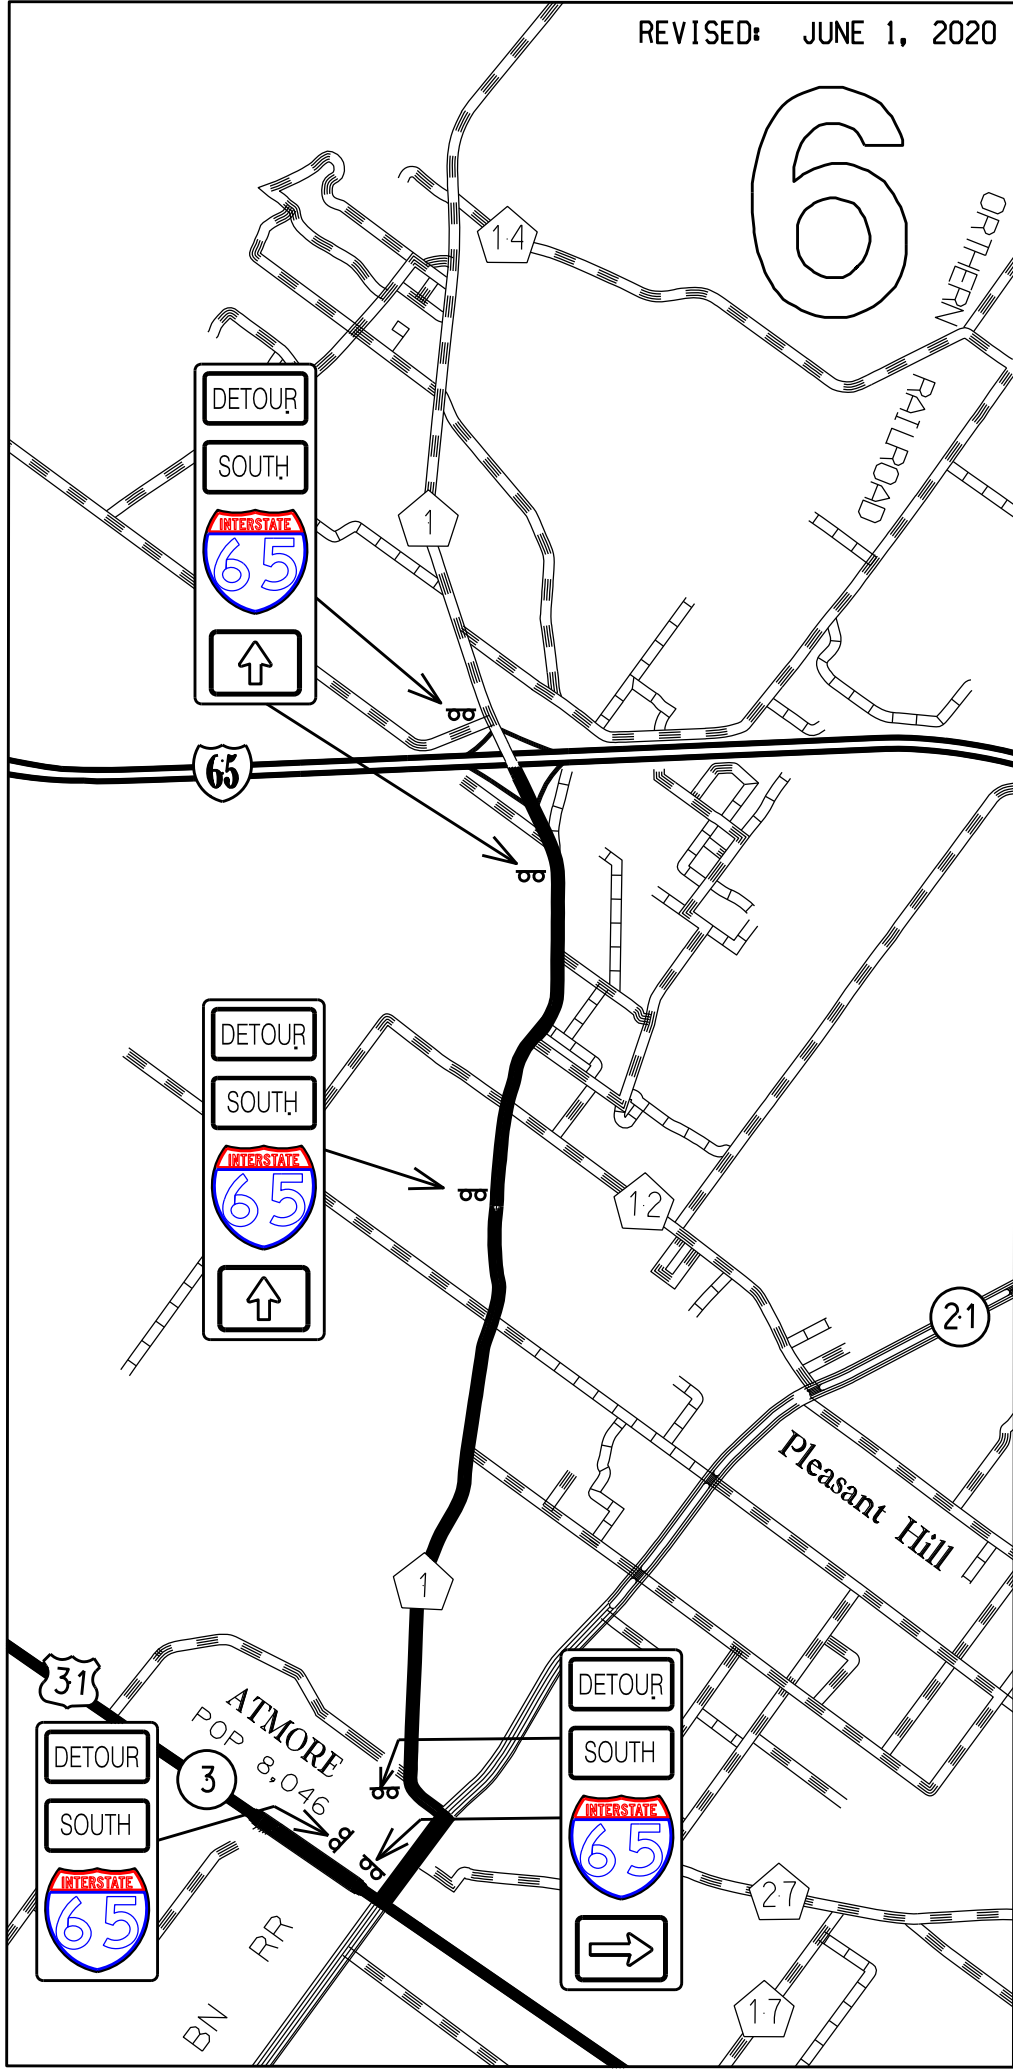 REVISED: JUNE 1, 2020
6
ORTHERN
RAILROAD
14
DETOUR
SOUTH
INTERSTATE
65
1
65
DETOUR
SOUTH
INTERSTATE
65
12
21
Pleasant Hill
1
31
ATMORE
POP 8,046
3
DETOUR
SOUTH
INTERSTATE
65
DETOUR
SOUTH
INTERSTATE
65
27
17
BN RR